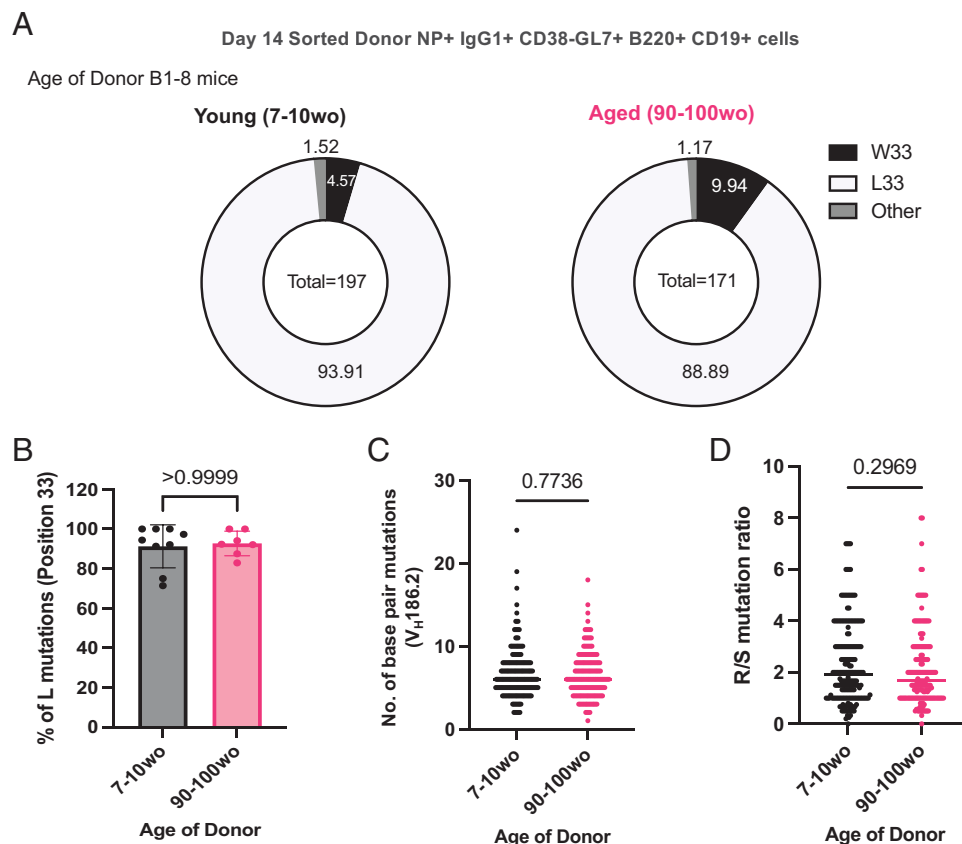 A
Day 14 Sorted Donor NP+ IgG1+ CD38-GL7+ B220+ CD19+ cells
Age of Donor B1-8 mice
Young (7-10wo)
Aged (90-100wo)
1.52
4.57
Total=197
93.91
1.17
9.94
Total=171
88.89
W33
L33
Other
B
% of L mutations (Position 33)
120
100
80
60
40
20
0
>0.9999
7-10wo
90-100wo
Age of Donor
C
No. of base pair mutations
(VH186.2)
30
20
10
0
0.7736
7-10wo
90-100wo
Age of Donor
D
R/S mutation ratio
10
8
6
4
2
0
0.2969
7-10wo
90-100wo
Age of Donor